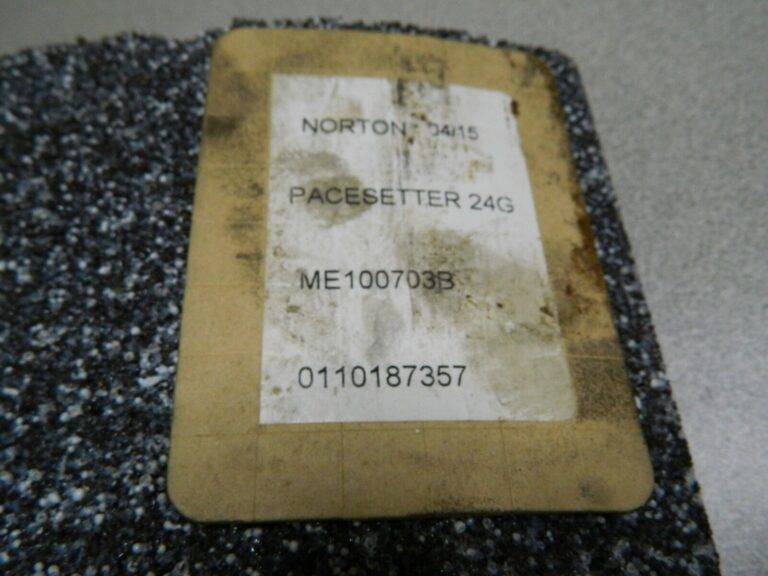 NORTON 04/15
PACESETTER 24G
ME100703B
0110187357